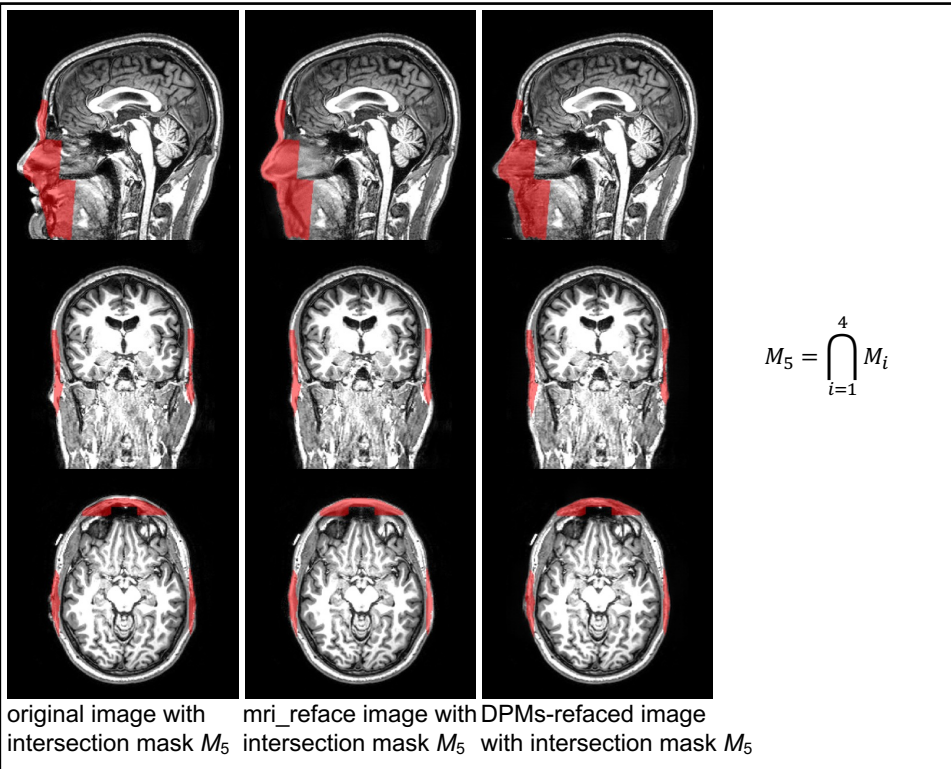 4
M₅ = ⋂ Mᵢ
i=1
original image with
intersection mask M₅
mri_reface image with
intersection mask M₅
DPMs-refaced image
with intersection mask M₅